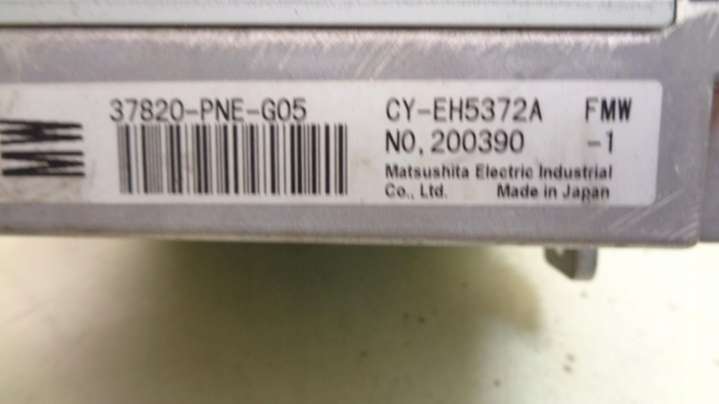 37820-PNE-G05
CY-EH5372A FMW
NO.200390 -1
Matsushita Electric Industrial
Co., Ltd. Made in Japan